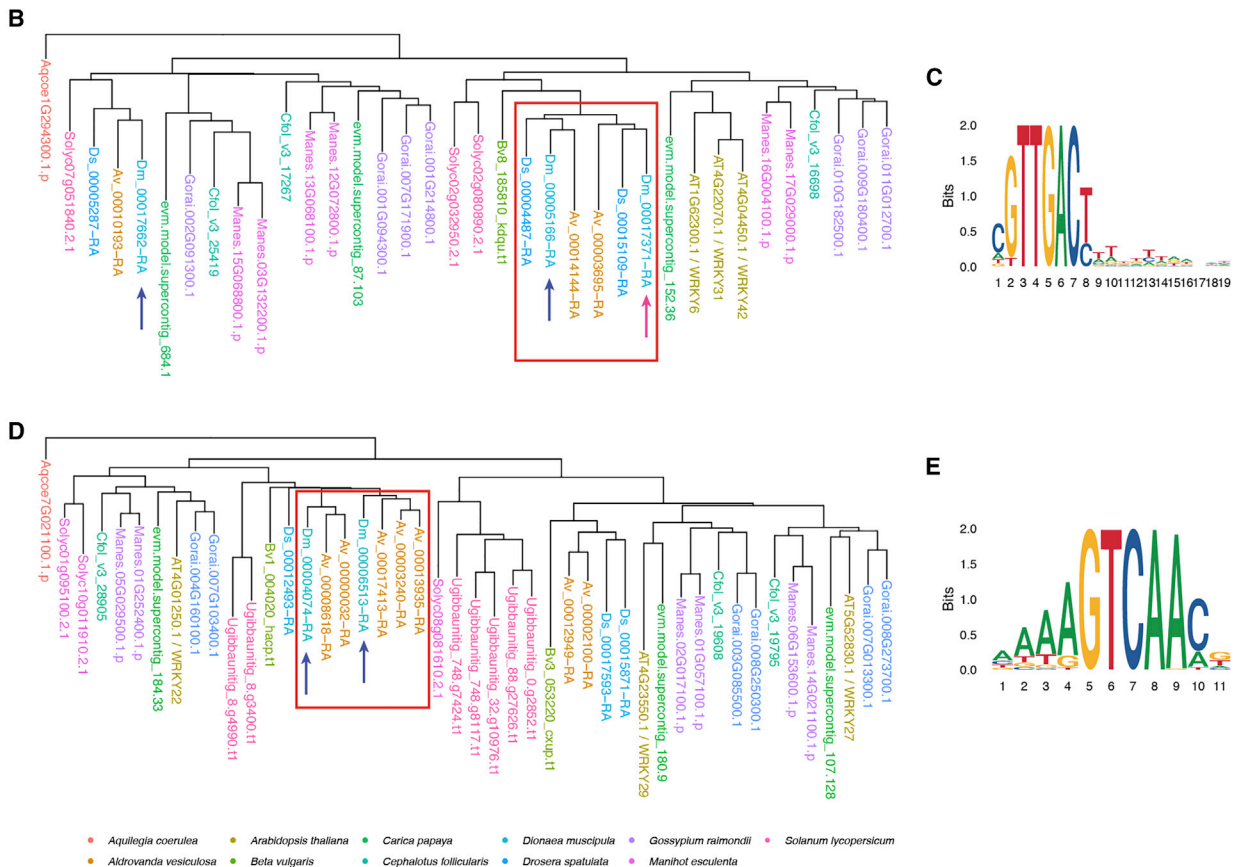 B
Aqcoe1G294300.1.p
Solyc07g051840.2.1
Ds_00005287-RA
Av_00010193-RA
Dm_00017662-RA
evm.model.supercontig_684.1
Gorai.002G091300.1
Cfol_v3_25419
Manes.15G068800.1.p
Manes.03G132200.1.p
Cfol_v3_17267
Manes.13G068100.1.p
Manes.12G072800.1.p
evm.model.supercontig_87.103
Gorai.001G094300.1
Gorai.007G171900.1
Gorai.001G214800.1
Solyc02g032950.2.1
Solyc02g080890.2.1
Bv8_185810_kdqu.t1
Ds_00004487-RA
Dm_00005166-RA
Av_00014144-RA
Av_00003695-RA
Ds_00015109-RA
Dm_00017371-RA
evm.model.supercontig_152.36
AT1G62300.1 / WRKY6
AT4G22070.1 / WRKY31
AT4G04450.1 / WRKY42
Manes.16G004100.1.p
Manes.17G029000.1.p
Cfol_v3_16698
Gorai.010G182500.1
Gorai.009G180400.1
Gorai.011G012700.1
C
Bits
2.0
1.5
1.0
0.5
0.0
CGTTGACT
1 2 3 4 5 6 7 8 9 10 11 12 13 14 15 16 17 18 19
D
Aqcoe7G021100.1.p
Solyc01g095100.2.1
Solyc10g011910.2.1
Cfol_v3_28905
Manes.05G029500.1.p
Manes.01G252400.1.p
evm.model.supercontig_184.33
AT4G01250.1 / WRKY22
Gorai.004G160100.1
Gorai.007G103400.1
Ugibbaunitig_8.g4990.t1
Ugibbaunitig_8.g3400.t1
Bv1_004020_hacp.t1
Ds_00012493-RA
Dm_00004074-RA
Av_00008618-RA
Av_00000032-RA
Dm_00006513-RA
Av_00017413-RA
Av_00003240-RA
Av_00013935-RA
Solyc08g081610.2.1
Ugibbaunitig_748.g7424.t1
Ugibbaunitig_748.g8117.t1
Ugibbaunitig_32.g10976.t1
Ugibbaunitig_88.g27626.t1
Ugibbaunitig_0.g2852.t1
Bv3_053220_cxup.t1
Av_00012949-RA
Av_00002100-RA
Ds_00017593-RA
Ds_00015871-RA
AT4G23550.1 / WRKY29
evm.model.supercontig_180.9
Manes.02G017100.1.p
Manes.01G057100.1.p
Cfol_v3_19608
Gorai.003G085500.1
Gorai.008G250300.1
Cfol_v3_19795
Manes.06G159600.1.p
Manes.14G021100.1.p
evm.model.supercontig_107.128
AT5G52830.1 / WRKY27
Gorai.007G013300.1
Gorai.008G273700.1
E
Bits
2.0
1.5
1.0
0.5
0.0
AAAAGTCAACG
1 2 3 4 5 6 7 8 9 10 11
Aquilegia coerulea Arabidopsis thaliana Carica papaya Dionaea muscipula Gossypium raimondii Solanum lycopersicum
Aldrovanda vesiculosa Beta vulgaris Cephalotus follicularis Drosera spatulata Manihot esculenta